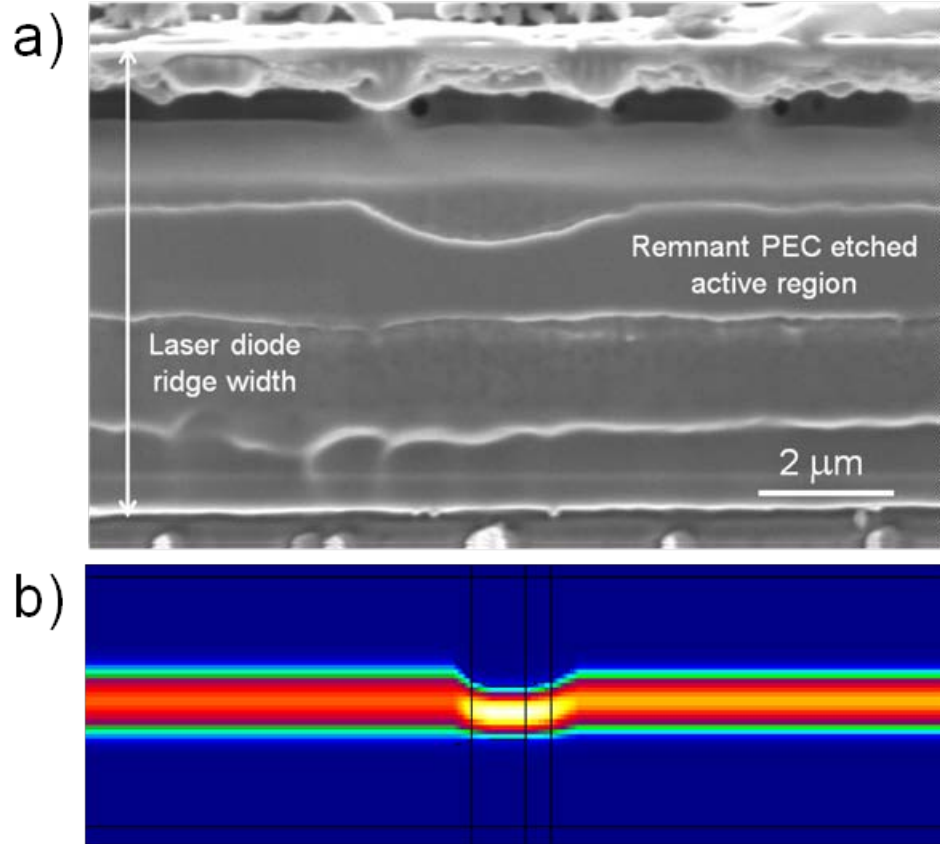 a)
Remnant PEC etched
active region
Laser diode
ridge width
2 μm
b)